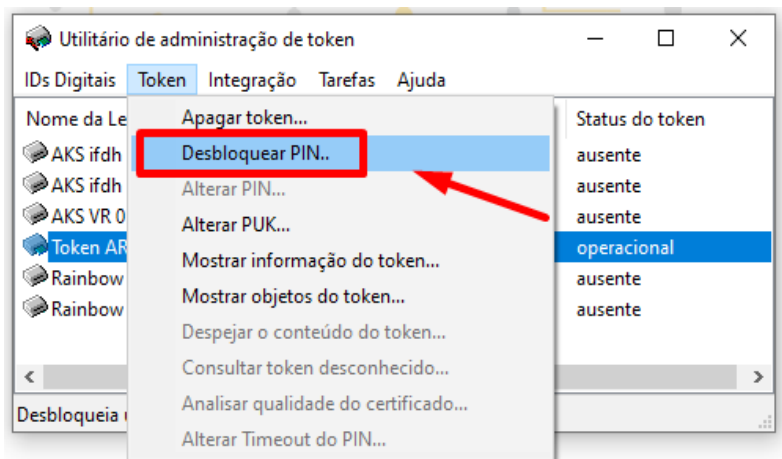 Utilitário de administração de token
IDs Digitais Token Integração Tarefas Ajuda
Nome da Le Status do token
AKS ifdh ausente
AKS ifdh ausente
AKS VR 0 ausente
Token AR operacional
Rainbow ausente
Rainbow ausente
Apagar token...
Desbloquear PIN..
Alterar PIN...
Alterar PUK...
Mostrar informação do token...
Mostrar objetos do token...
Despejar o conteúdo do token...
Consultar token desconhecido...
Analisar qualidade do certificado...
Alterar Timeout do PIN...
Desbloqueia